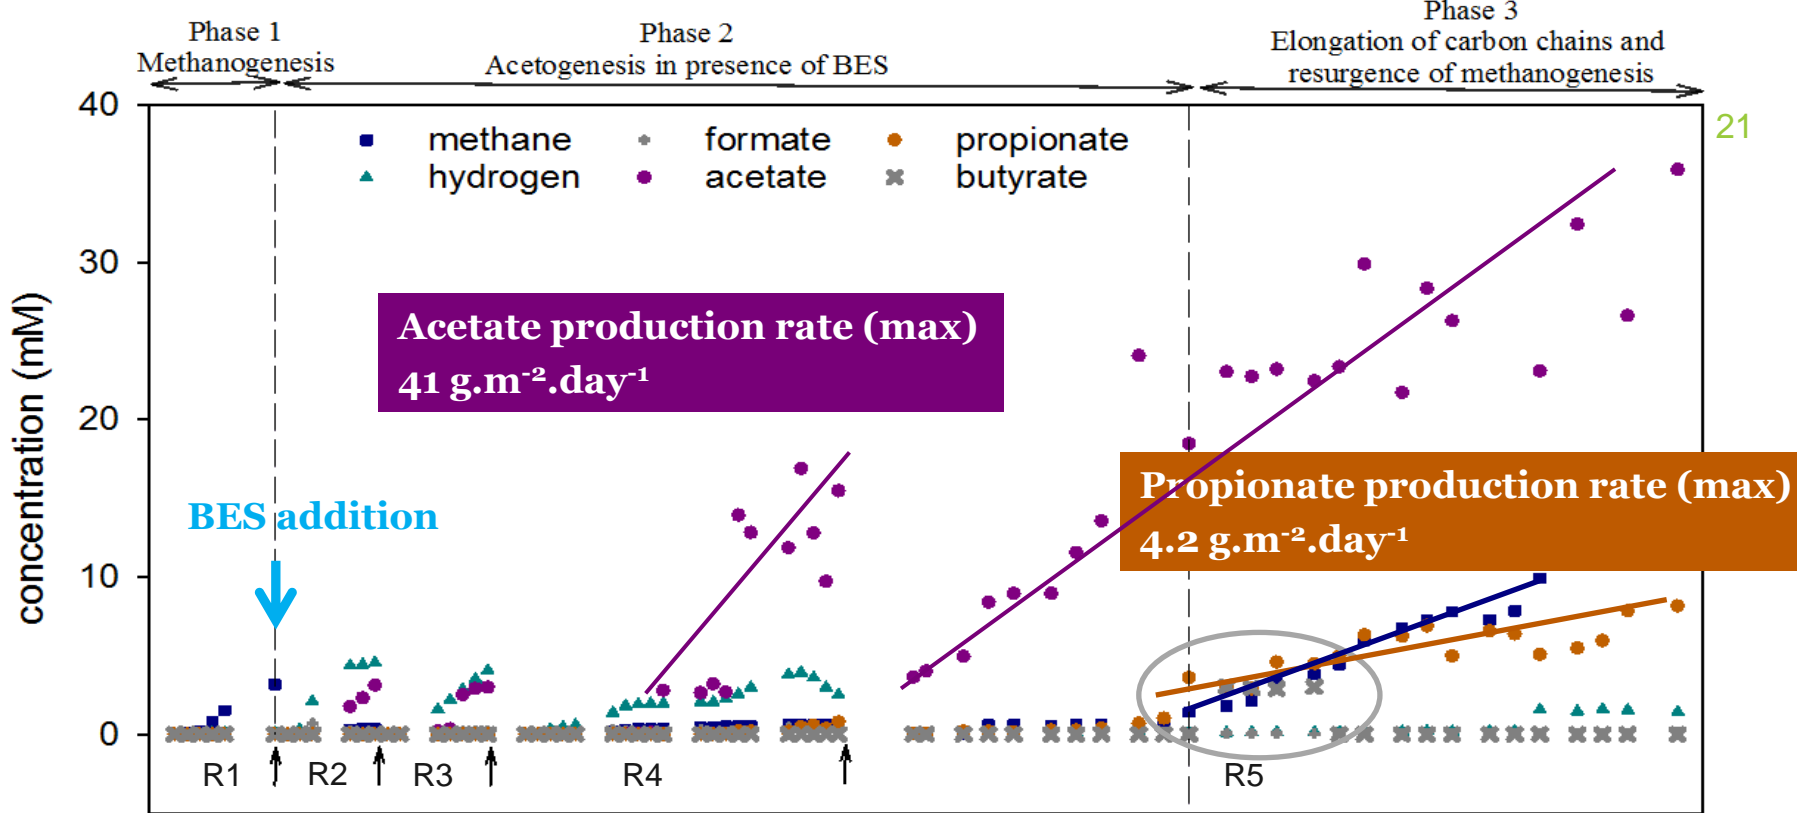 Phase 1
Methanogenesis
Phase 2
Acetogenesis in presence of BES
Phase 3
Elongation of carbon chains and
resurgence of methanogenesis
21
concentration (mM)
40
30
20
10
0
methane
formate
propionate
hydrogen
acetate
butyrate
Acetate production rate (max)
41 g.m⁻².day⁻¹
BES addition
Propionate production rate (max)
4.2 g.m⁻².day⁻¹
R1
R2
R3
R4
R5